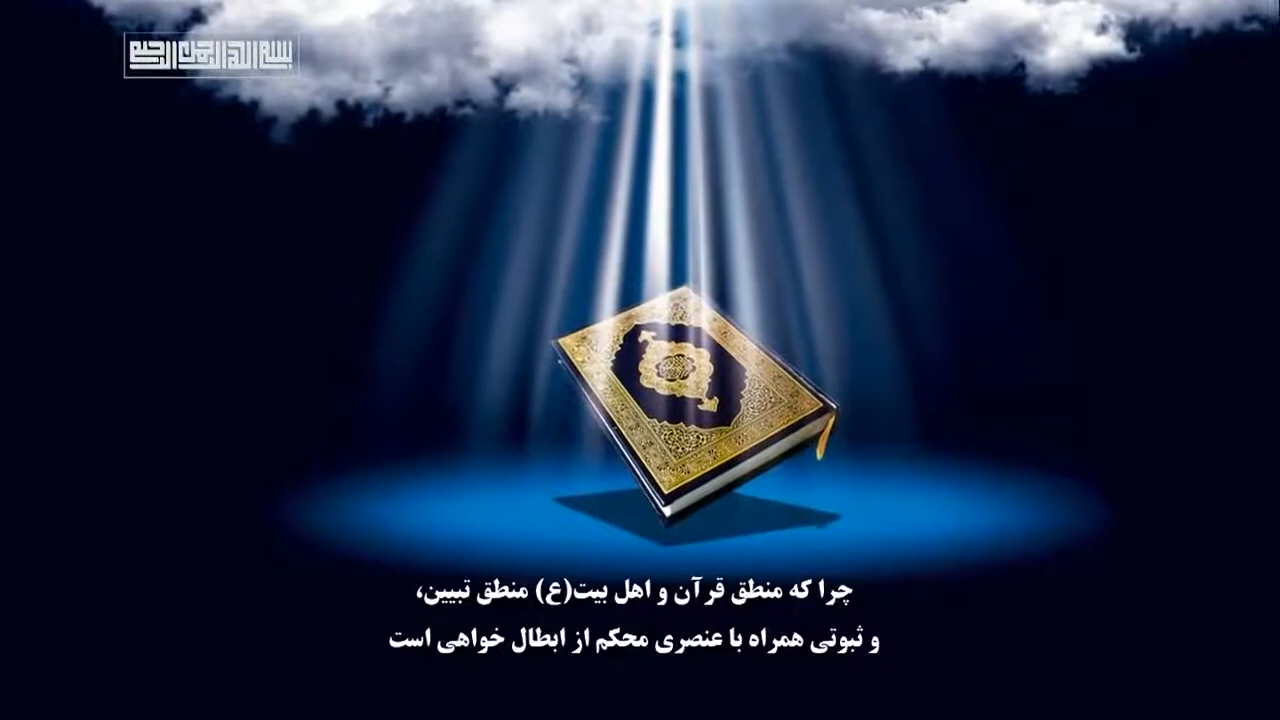 بسم الله الرحمن الرحیم
چرا که منطق قرآن و اهل بیت(ع) منطق تبیین،
و ثبوتی همراه با عنصری محکم از ابطال خواهی است